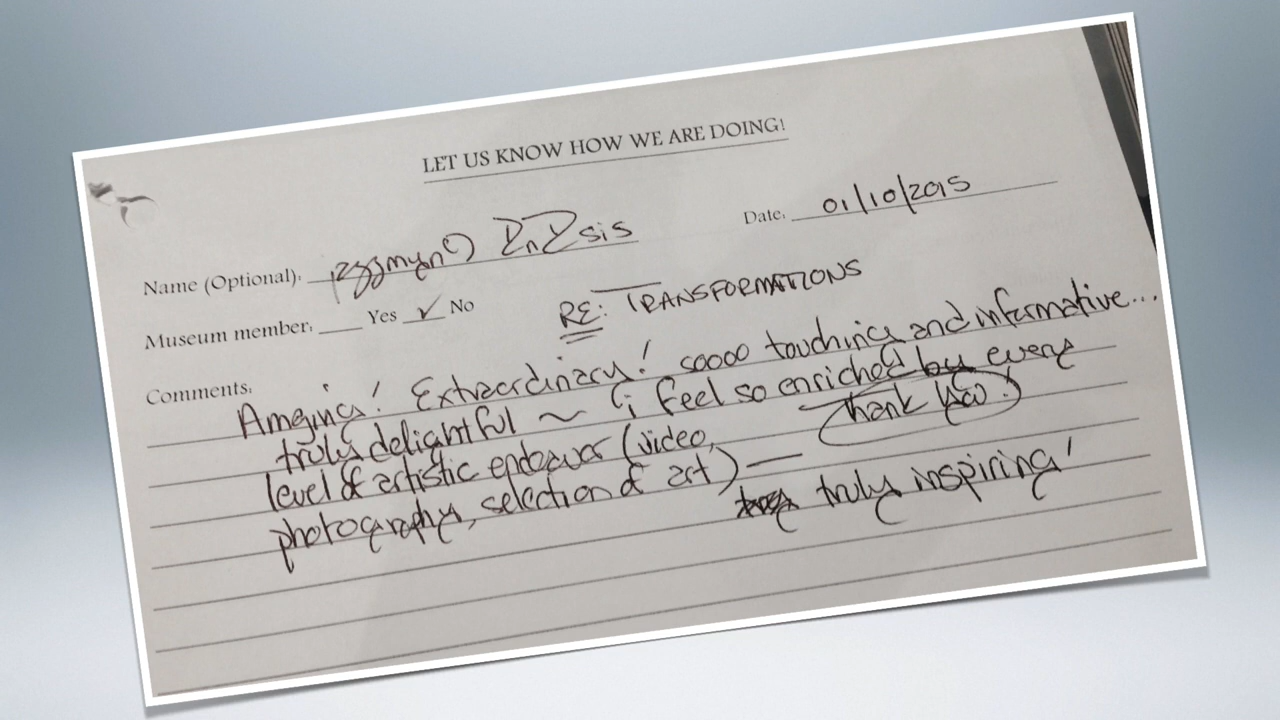 LET US KNOW HOW WE ARE DOING!
Name (Optional): Date: 01/10/2015
Museum member: Yes ✓ No RE: TRANSFORMATIONS
Comments: Amazing! Extraordinary! soooo touching and informative...
truly delightful ~ i feel so enriched by every
level of artistic endeavor (video, Thank you!
photography, selection of art) — truly inspiring!